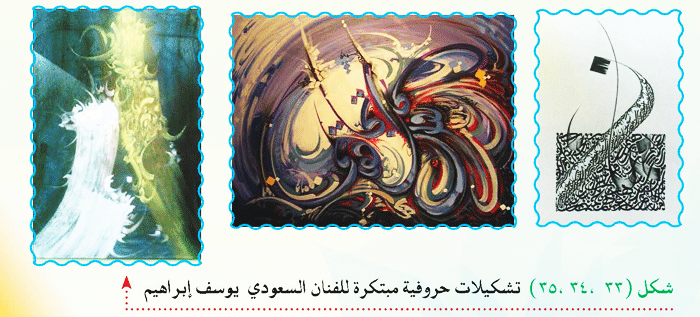 شكل (٣٣ ،٣٤ ،٣٥) تشكيلات حروفية مبتكرة للفنان السعودي يوسف إبراهيم